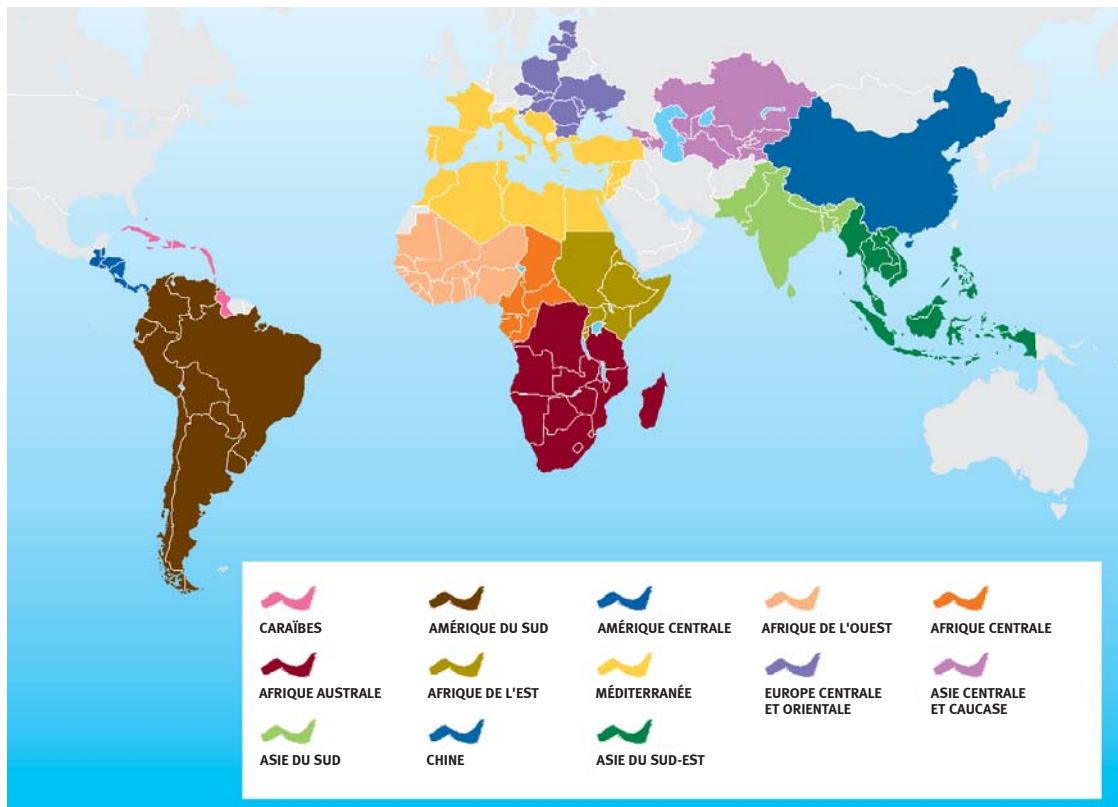 CARAÏBES
AMÉRIQUE DU SUD
AMÉRIQUE CENTRALE
AFRIQUE DE L'OUEST
AFRIQUE CENTRALE
AFRIQUE AUSTRALE
AFRIQUE DE L'EST
MÉDITERRANÉE
EUROPE CENTRALE
ET ORIENTALE
ASIE CENTRALE
ET CAUCASE
ASIE DU SUD
CHINE
ASIE DU SUD-EST